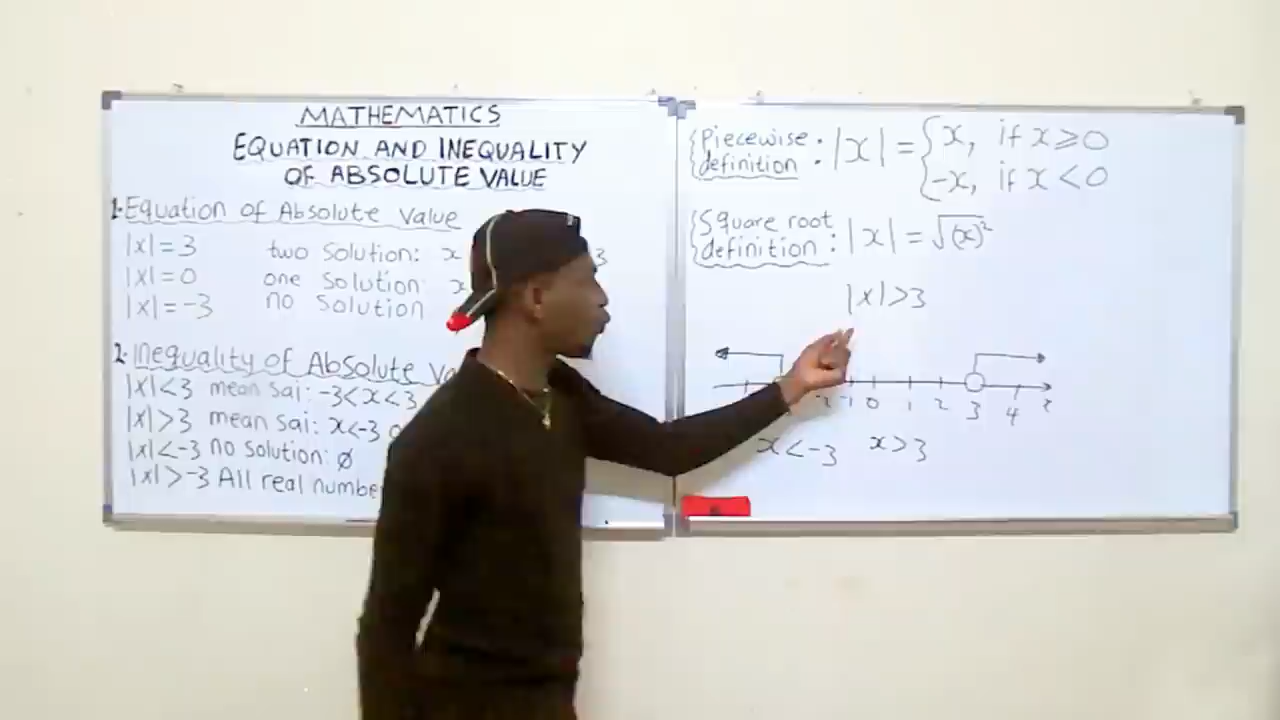 MATHEMATICS
EQUATION AND INEQUALITY
OF ABSOLUTE VALUE
1. Equation of Absolute Value
|x|=3 two solution: x 3
|x|=0 one solution: x
|x|=-3 no solution
2. Inequality of Absolute Va
|x|<3 mean sai: -3<x<3
|x|>3 mean sai: x<-3
|x|<-3 no solution: ∅
|x|>-3 All real number
{Piecewise definition: |x| = {x, if x≥0
-x, if x<0
{Square root definition: |x| = √(x)²
|x|>3
-2 -1 0 1 2 3 4
x<-3 x>3